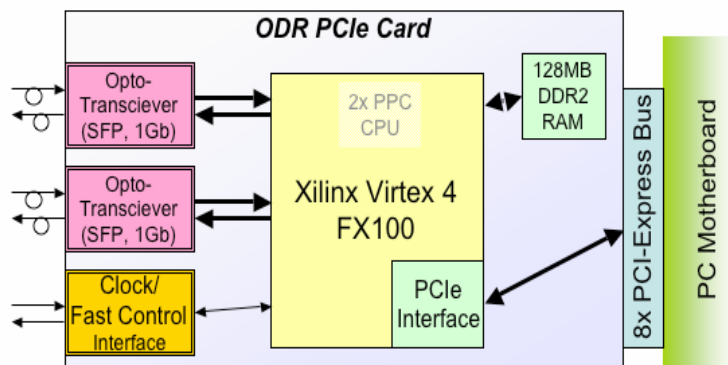 ODR PCIe Card
Opto-
Transciever
(SFP, 1Gb)
Opto-
Transciever
(SFP, 1Gb)
Clock/
Fast Control
Interface
2x PPC
CPU
Xilinx Virtex 4
FX100
PCIe
Interface
128MB
DDR2
RAM
8x PCI-Express Bus
PC Motherboard